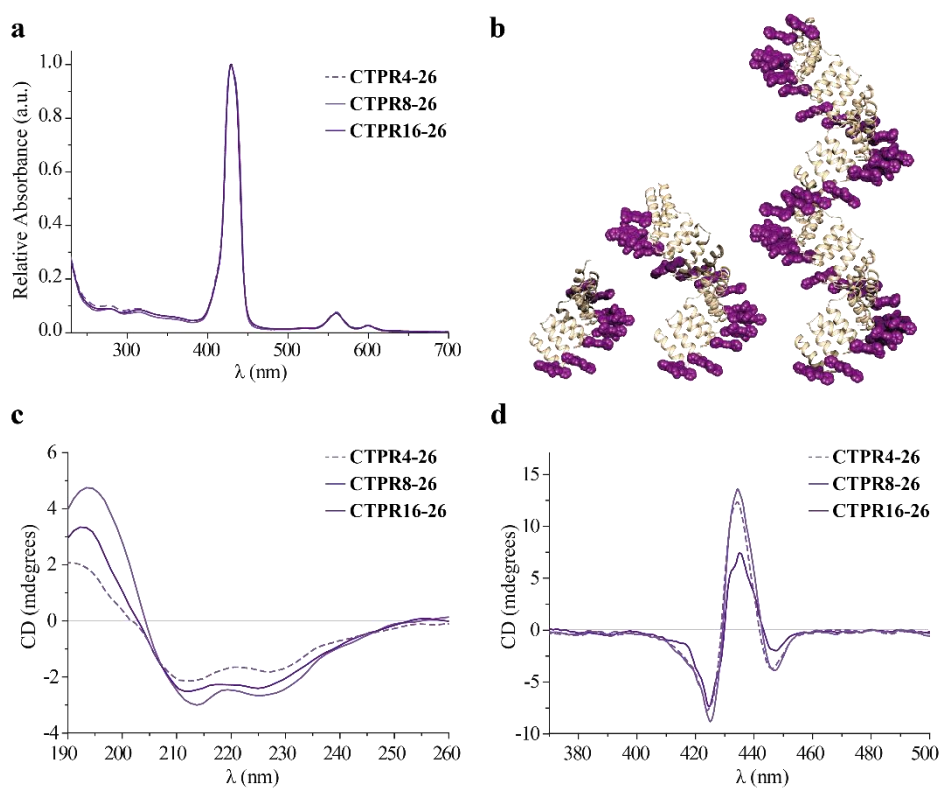 a
1.0
0.8
0.6
0.4
0.2
0.0
Relative Absorbance (a.u.)
CTPR4-26
CTPR8-26
CTPR16-26
300
400
500
600
700
λ (nm)
b
c
6
4
2
0
-2
-4
CD (mdegrees)
CTPR4-26
CTPR8-26
CTPR16-26
190
200
210
220
230
240
250
260
λ (nm)
d
15
10
5
0
-5
-10
CD (mdegrees)
CTPR4-26
CTPR8-26
CTPR16-26
380
400
420
440
460
480
500
λ (nm)